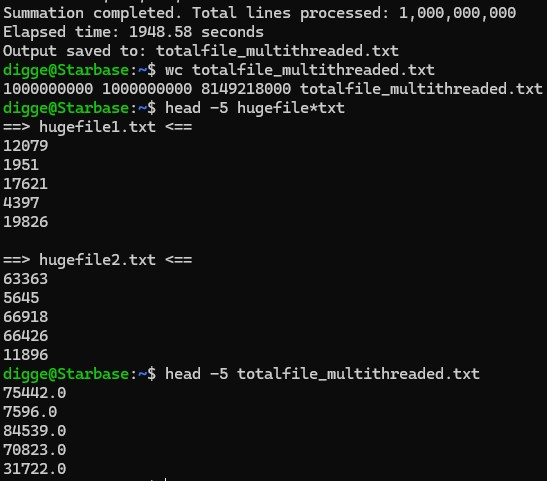 Summation completed. Total lines processed: 1,000,000,000
Elapsed time: 1948.58 seconds
Output saved to: totalfile_multithreaded.txt
digge@Starbase:~$ wc totalfile_multithreaded.txt
1000000000 1000000000 8149218000 totalfile_multithreaded.txt
digge@Starbase:~$ head -5 hugefile*txt
==> hugefile1.txt <==
12079
1951
17621
4397
19826

==> hugefile2.txt <==
63363
5645
66918
66426
11896
digge@Starbase:~$ head -5 totalfile_multithreaded.txt
75442.0
7596.0
84539.0
70823.0
31722.0